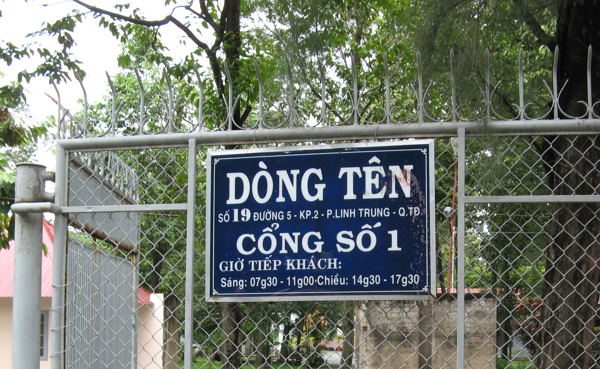 DÒNG TÊN
SỐ 19 ĐƯỜNG 5 - KP.2 - P.LINH TRUNG - Q.TĐ
CỔNG SỐ 1
GIỜ TIẾP KHÁCH:
Sáng: 07g30 - 11g00-Chiều: 14g30 - 17g30